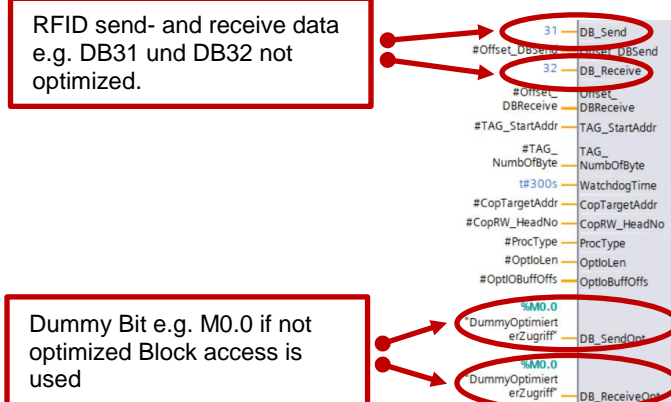 RFID send- and receive data
e.g. DB31 und DB32 not
optimized.
31 DB_Send
#Offset_DBSend Offset_DBSend
32 DB_Receive
#Offset_ Offset_
DBReceive DBReceive
#TAG_StartAddr TAG_StartAddr
#TAG_ TAG_
NumbOfByte NumbOfByte
t#300s WatchdogTime
#CopTargetAddr CopTargetAddr
#CopRW_HeadNo CopRW_HeadNo
#ProcType ProcType
#OptIoLen OptIoLen
#OptIOBuffOffs OptIoBuffOffs
Dummy Bit e.g. M0.0 if not
optimized Block access is
used
%M0.0
"DummyOptimiert
erZugriff" DB_SendOpt
%M0.0
"DummyOptimiert
erZugriff" DB_ReceiveOpt